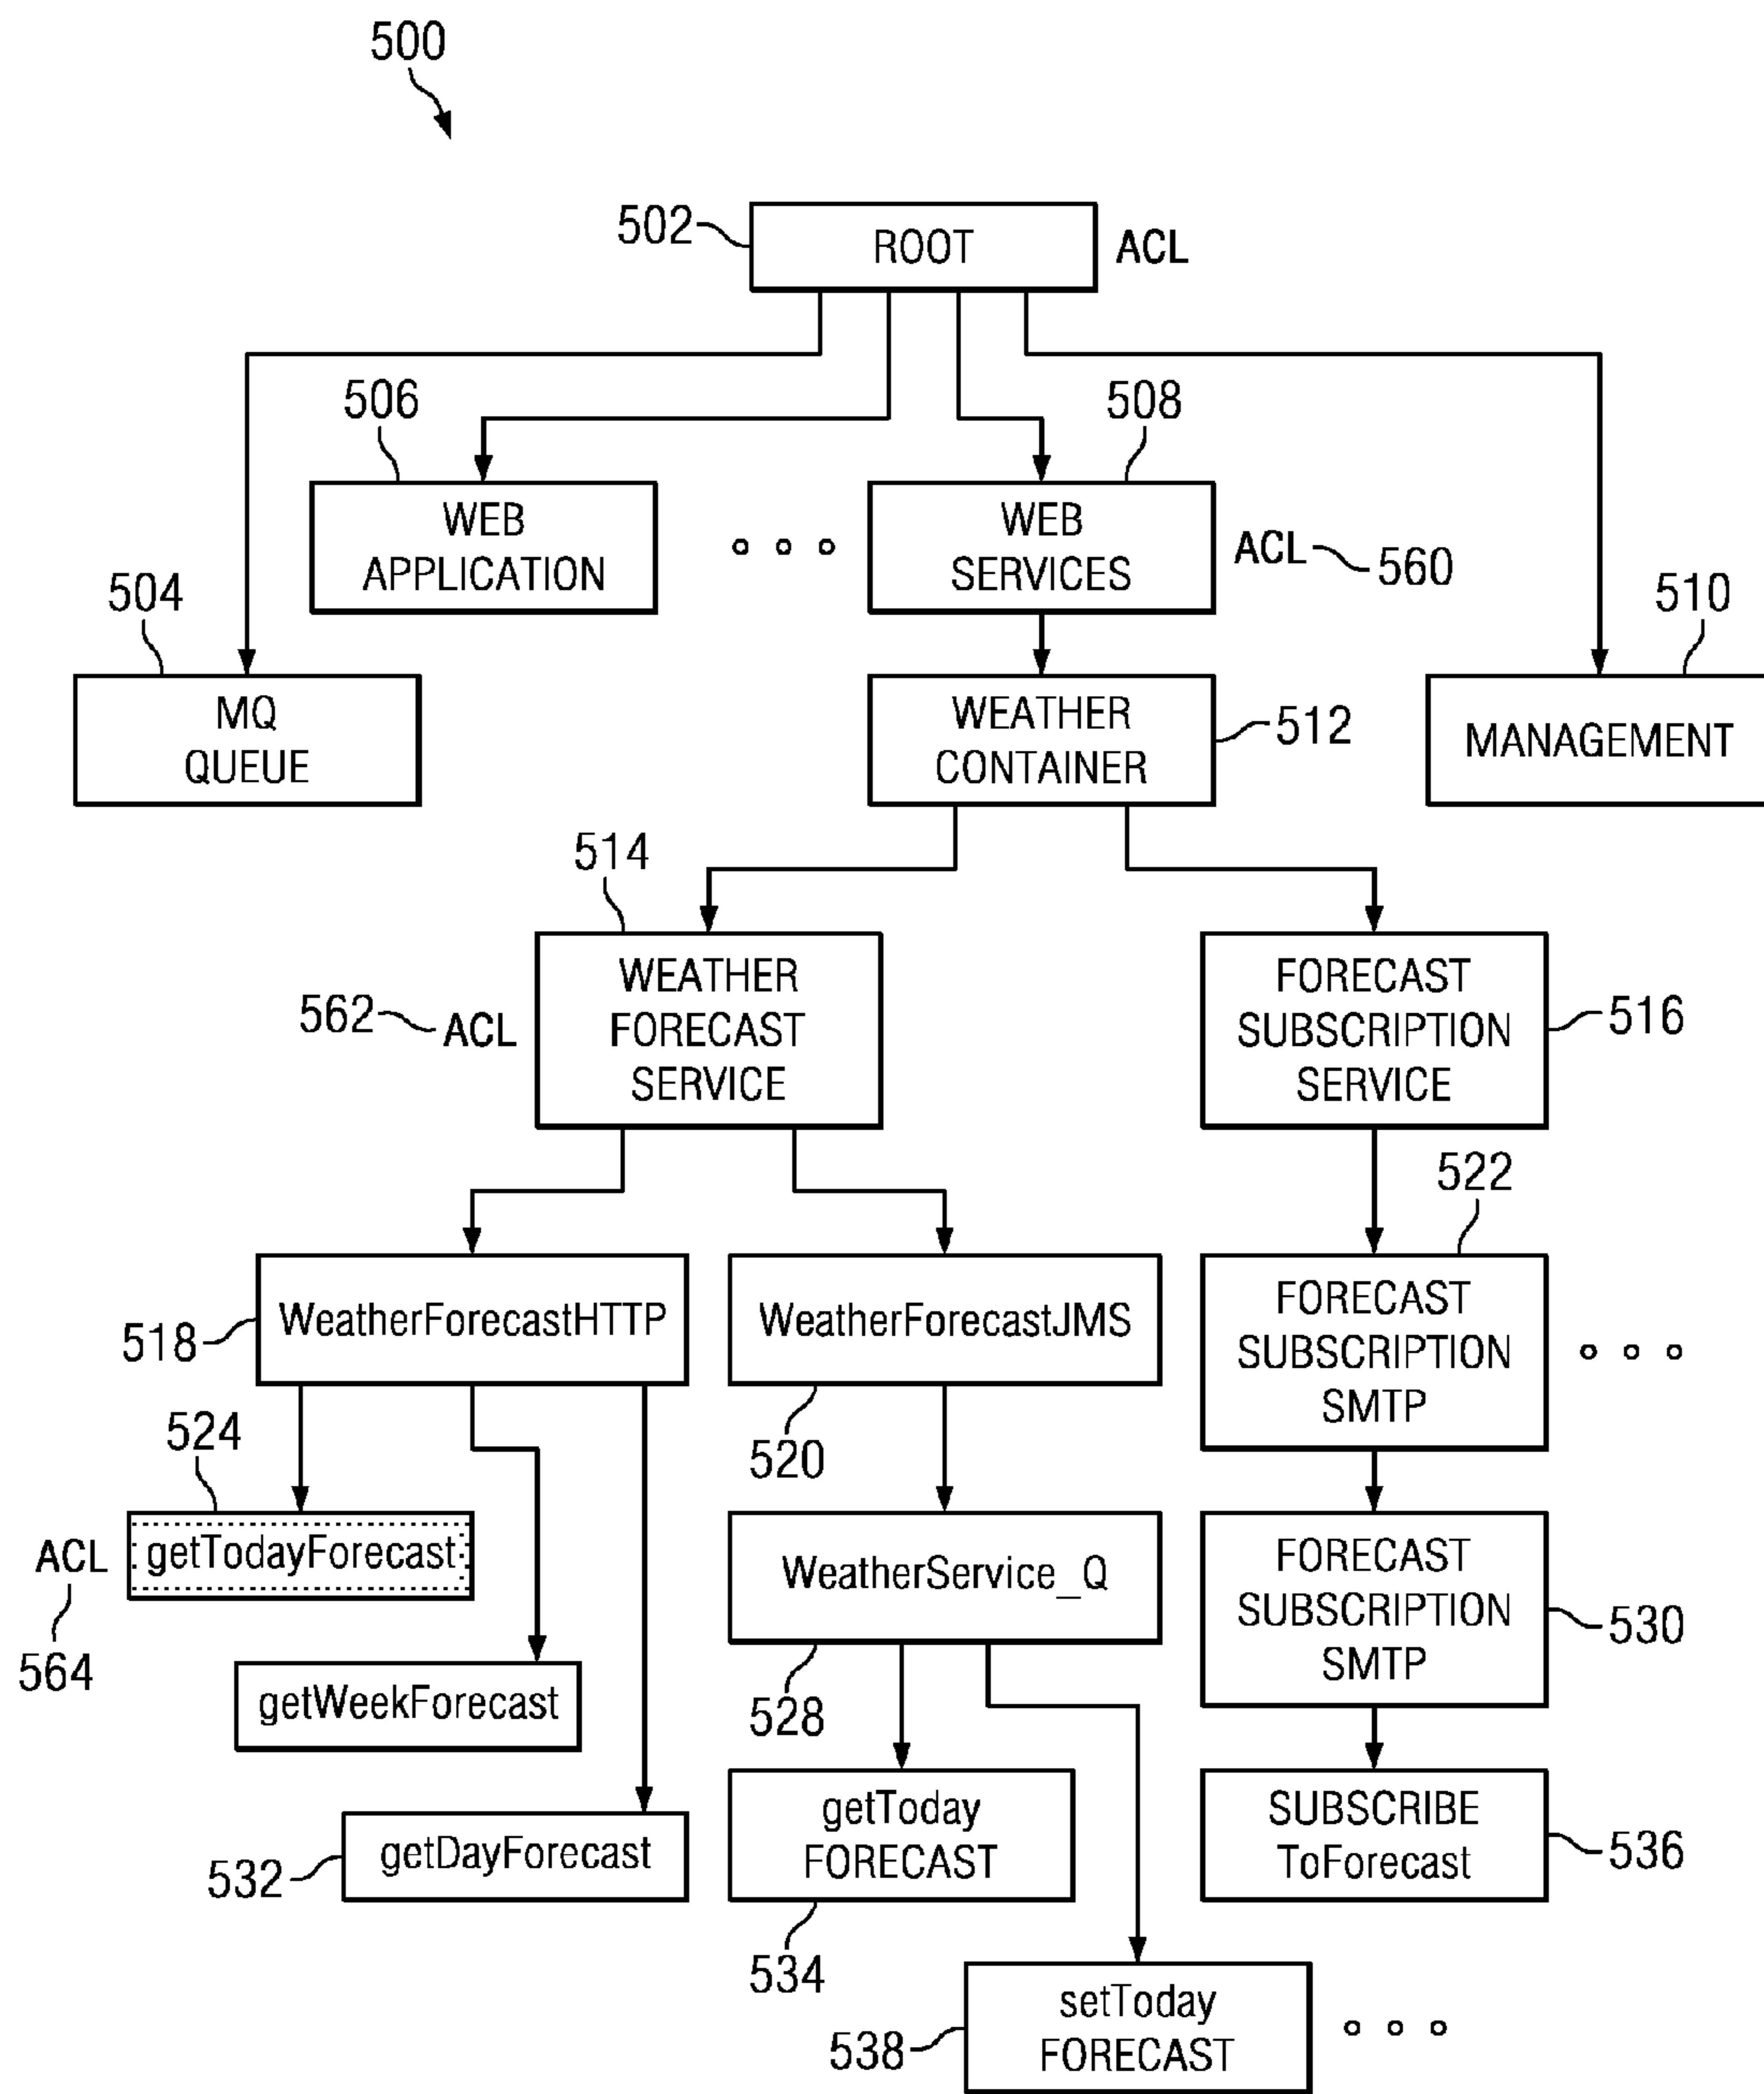 500
502
ROOT
ACL
506
508
WEB
APPLICATION
WEB
SERVICES
ACL
560
504
510
MQ
QUEUE
WEATHER
CONTAINER
512
MANAGEMENT
514
562
ACL
WEATHER
FORECAST
SERVICE
FORECAST
SUBSCRIPTION
SERVICE
516
522
518
WeatherForecastHTTP
WeatherForecastJMS
FORECAST
SUBSCRIPTION
SMTP
524
520
ACL
564
getTodayForecast
WeatherService_Q
FORECAST
SUBSCRIPTION
SMTP
530
getWeekForecast
528
532
getDayForecast
getToday
FORECAST
SUBSCRIBE
ToForecast
536
534
538
setToday
FORECAST